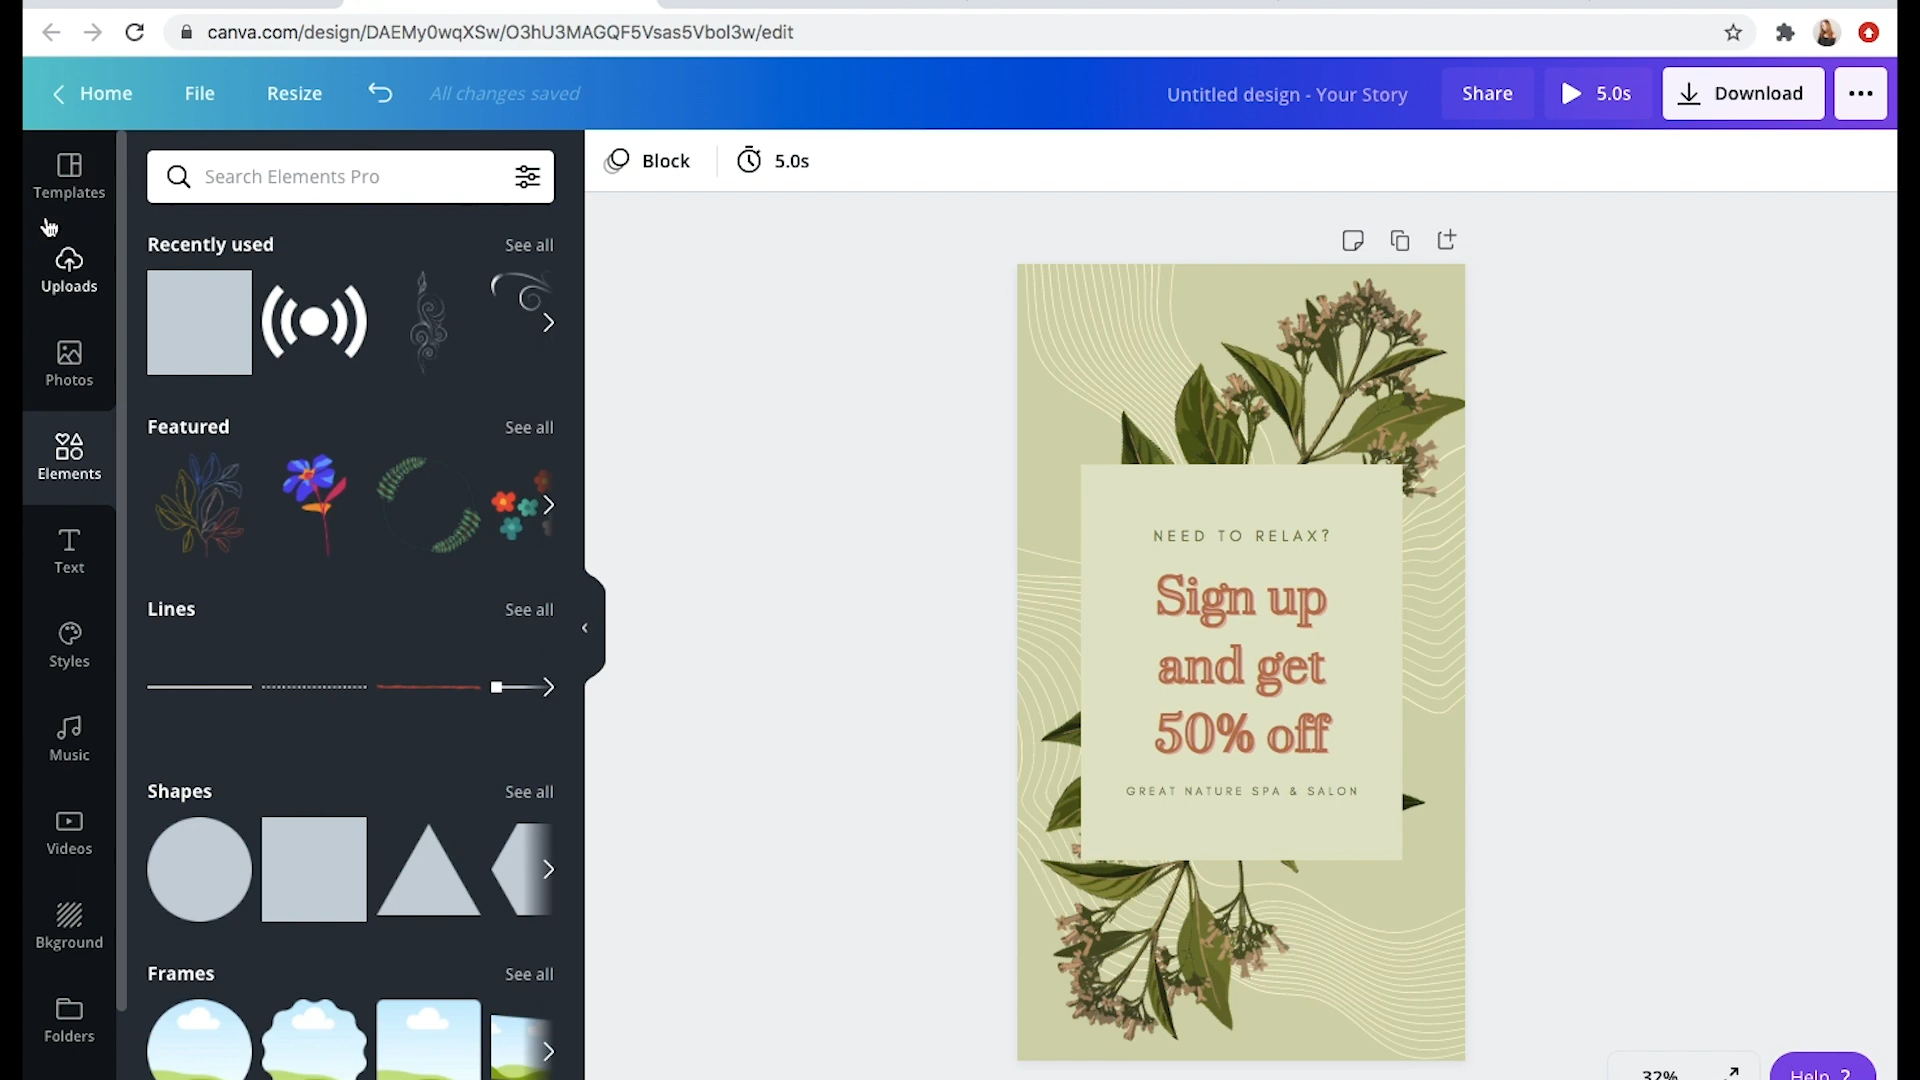 canva.com/design/DAEMy0wqXSw/O3hU3MAGQF5Vsas5Vbol3w/edit
Home File Resize All changes saved Untitled design - Your Story Share 5.0s Download
Templates
Uploads
Photos
Elements
Text
Styles
Music
Videos
Bkground
Folders
Search Elements Pro
Recently used See all
Featured See all
Lines See all
Shapes See all
Frames See all
Block 5.0s
NEED TO RELAX?
Sign up
and get
50% off
GREAT NATURE SPA & SALON
32% Help ?